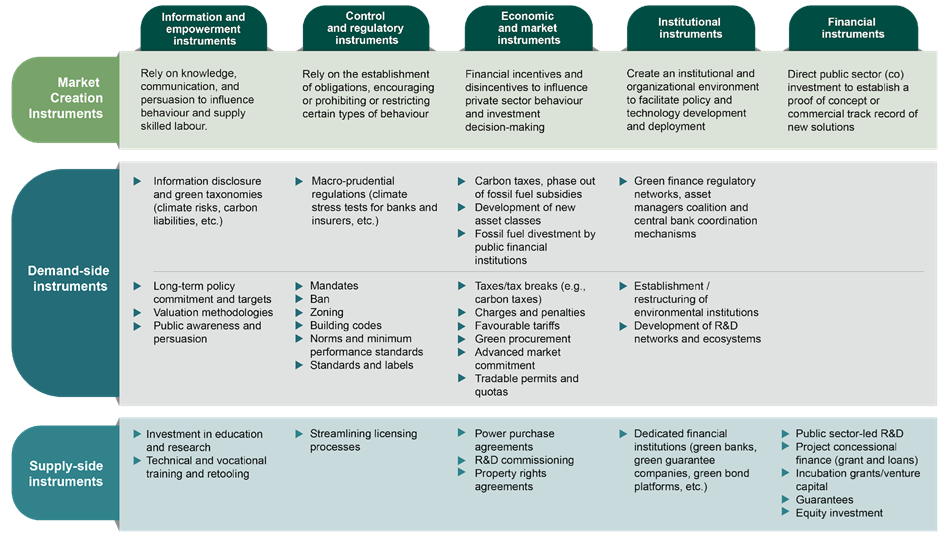 Information and
empowerment
instruments
Control
and regulatory
instruments
Economic
and market
instruments
Institutional
instruments
Financial
instruments
Market
Creation
Instruments
Rely on knowledge,
communication, and
persuasion to influence
behaviour and supply
skilled labour.
Rely on the establishment
of obligations, encouraging
or prohibiting or restricting
certain types of behaviour
Financial incentives and
disincentives to influence
private sector behaviour
and investment
decision-making
Create an institutional and
organizational environment
to facilitate policy and
technology development
and deployment
Direct public sector (co)
investment to establish a
proof of concept or
commercial track record of
new solutions
Demand-side
instruments
Information disclosure
and green taxonomies
(climate risks, carbon
liabilities, etc.)
Macro-prudential
regulations (climate
stress tests for banks and
insurers, etc.)
Carbon taxes, phase out
of fossil fuel subsidies
Development of new
asset classes
Fossil fuel divestment by
public financial
institutions
Green finance regulatory
networks, asset
managers coalition and
central bank coordination
mechanisms
Long-term policy
commitment and targets
Valuation methodologies
Public awareness and
persuasion
Mandates
Ban
Zoning
Building codes
Norms and minimum
performance standards
Standards and labels
Taxes/tax breaks (e.g.,
carbon taxes)
Charges and penalties
Favourable tariffs
Green procurement
Advanced market
commitment
Tradable permits and
quotas
Establishment /
restructuring of
environmental institutions
Development of R&D
networks and ecosystems
Supply-side
instruments
Investment in education
and research
Technical and vocational
training and retooling
Streamlining licensing
processes
Power purchase
agreements
R&D commissioning
Property rights
agreements
Dedicated financial
institutions (green banks,
green guarantee
companies, green bond
platforms, etc.)
Public sector-led R&D
Project concessional
finance (grant and loans)
Incubation grants/venture
capital
Guarantees
Equity investment